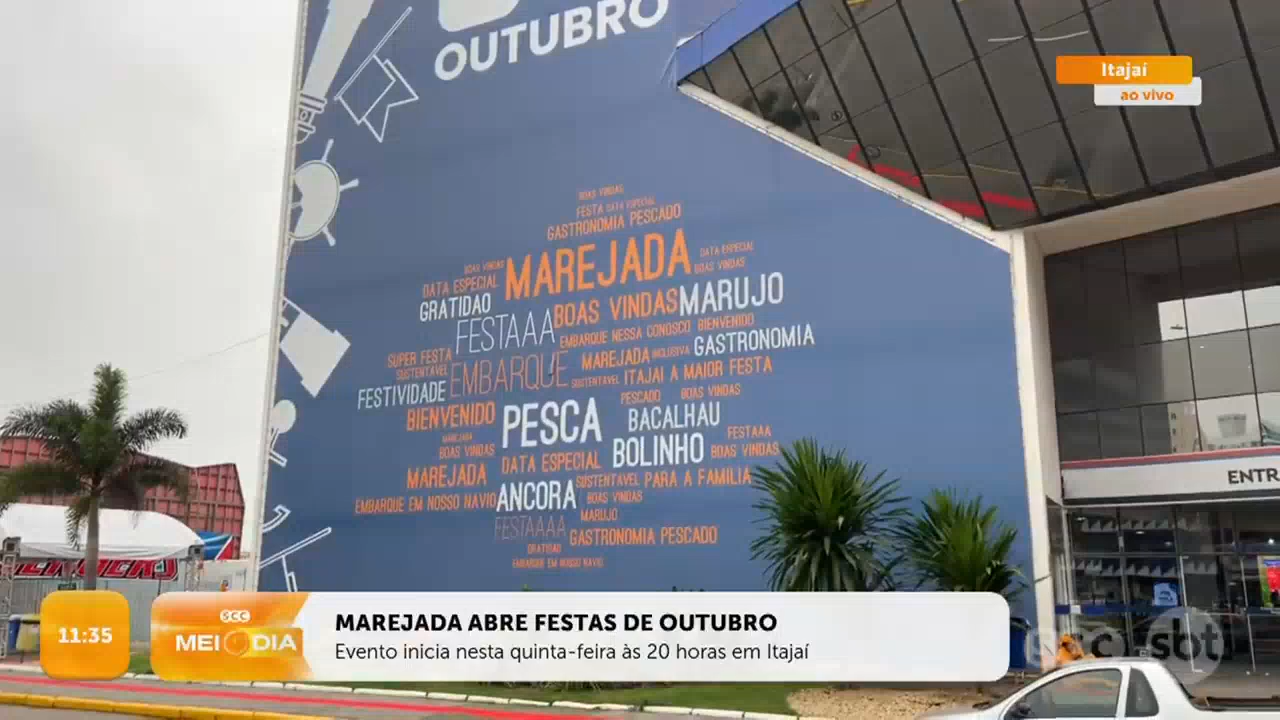 OUTUBRO
Itajaí
ao vivo
BOAS VINDAS
FESTA DATA ESPECIAL
GASTRONOMIA PESCADO
MAREJADA
DATA ESPECIAL
BOAS VINDAS
BOAS VINDAS
DATA ESPECIAL
GRATIDAO
BOAS VINDAS
MARUJO
FESTAAA
EMBARQUE NESSA CONOSCO BIENVENIDO
SUPER FESTA
SUSTENTAVEL
MAREJADA INCLUSIVA GASTRONOMIA
EMBARQUE
SUSTENTAVEL ITAJAI A MAIOR FESTA
FESTIVIDADE
PESCADO BOAS VINDAS
BIENVENIDO
PESCA
BACALHAU
MAREJADA
BOAS VINDAS
BOLINHO
FESTAAA
BOAS VINDAS
MAREJADA DATA ESPECIAL
SUSTENTAVEL PARA A FAMILIA
EMBARQUE EM NOSSO NAVIO
ANCORA
BOAS VINDAS
FESTAAAA
MARUJO
GRATIDAO
GASTRONOMIA PESCADO
EMBARQUE EM NOSSO NAVIO
ENTR
11:35
scc
MEIODIA
MAREJADA ABRE FESTAS DE OUTUBRO
Evento inicia nesta quinta-feira às 20 horas em Itajaí
scc sbt